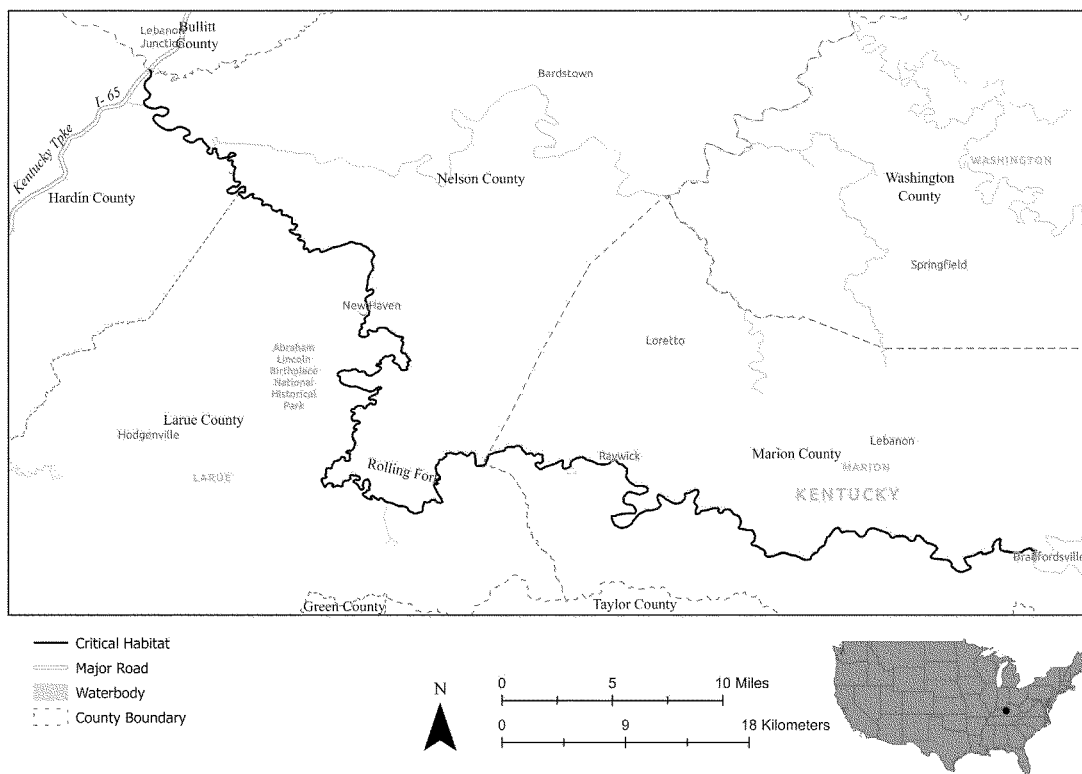 Lebanon
Junction
Bullitt
County
Bardstown
I- 65
Kentucky Tpke
WASHINGTON
Nelson County
Washington
County
Hardin County
Springfield
New Haven
Loretto
Abraham
Lincoln
Birthplace
National
Historical
Park
Larue County
Hodgenville
Lebanon
Raywick
Marion County
Rolling For
MARION
LARUE
KENTUCKY
Bradfordsville
Green County
Taylor County
Critical Habitat
Major Road
Waterbody
County Boundary
N
0 5 10 Miles
0 9 18 Kilometers